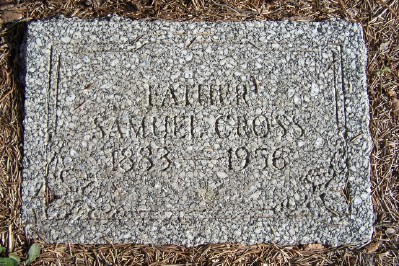 FATHER
SAMUEL CROSS
1883 — 1956